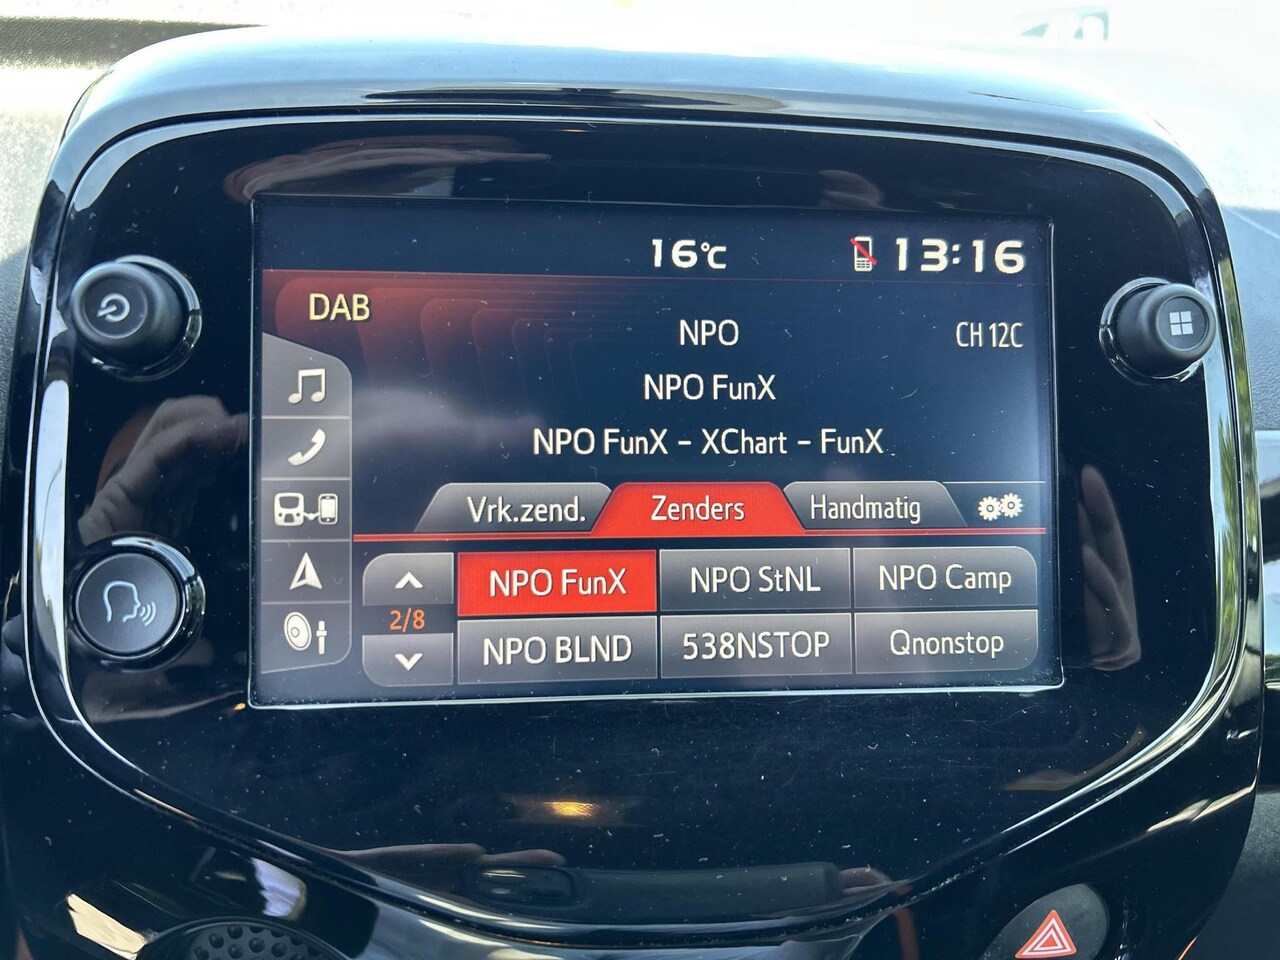 16°C 13:16
DAB
NPO
CH 12C
NPO FunX
NPO FunX - XChart - FunX
Vrk.zend. Zenders Handmatig
NPO FunX NPO StNL NPO Camp
2/8
NPO BLND 538NSTOP Qnonstop